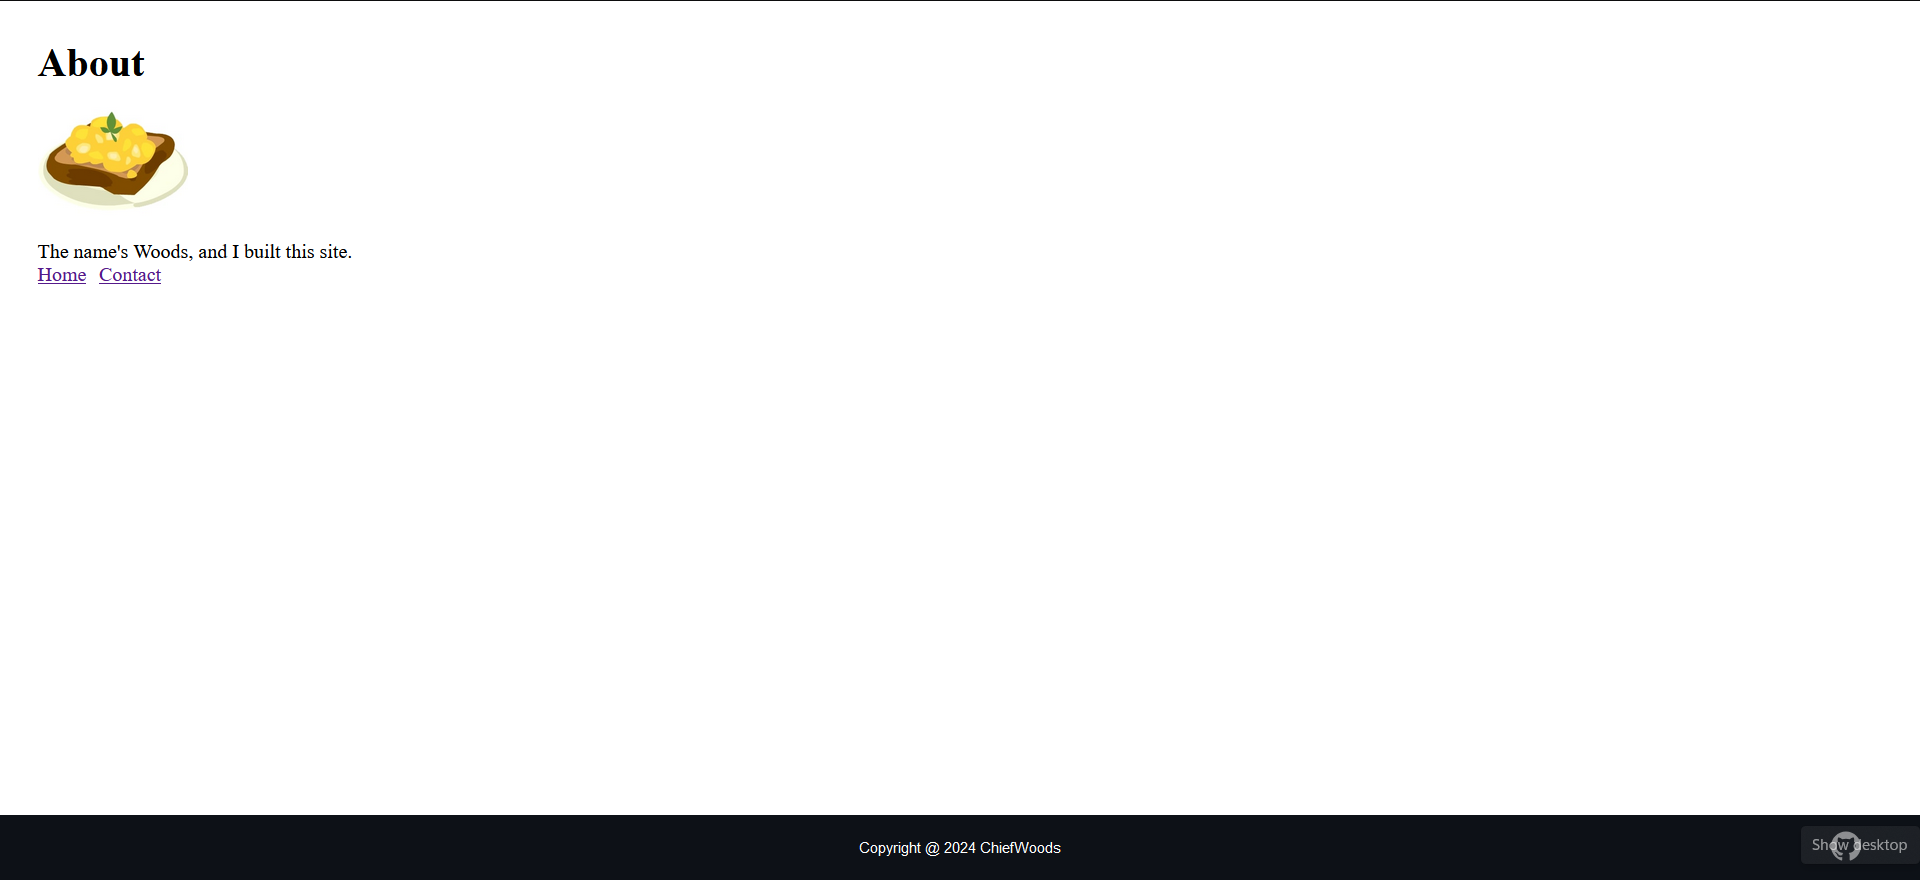 About
The name's Woods, and I built this site.
Home Contact
Copyright @ 2024 ChiefWoods
Show desktop